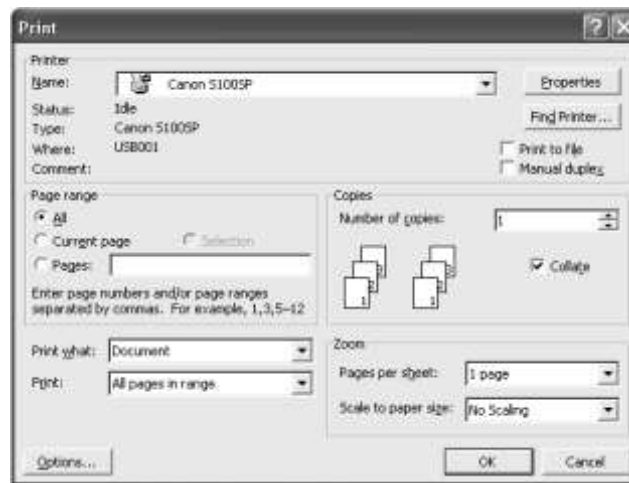 Print
Printer
Name: Canon S100SP
Properties
Status: Idle
Find Printer...
Type: Canon S100SP
Where: USB001
Print to file
Comment:
Manual duplex
Page range
All
Current page Selection
Pages:
Enter page numbers and/or page ranges
separated by commas. For example, 1,3,5–12
Copies
Number of copies: 1
Collate
Print what: Document
Print: All pages in range
Zoom
Pages per sheet: 1 page
Scale to paper size: No Scaling
Options...
OK
Cancel